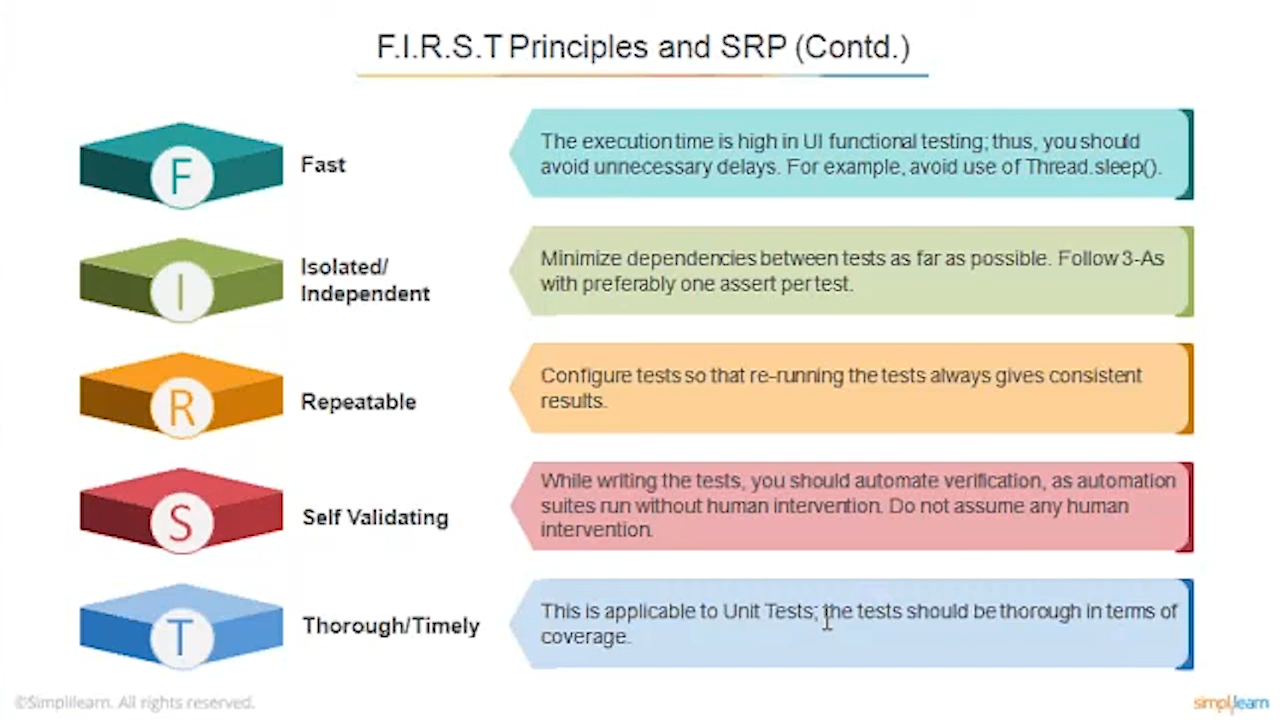 F.I.R.S.T Principles and SRP (Contd.)
F
Fast
The execution time is high in UI functional testing; thus, you should
avoid unnecessary delays. For example, avoid use of Thread.sleep().
I
Isolated/
Independent
Minimize dependencies between tests as far as possible. Follow 3-As
with preferably one assert per test.
R
Repeatable
Configure tests so that re-running the tests always gives consistent
results.
S
Self Validating
While writing the tests, you should automate verification, as automation
suites run without human intervention. Do not assume any human
intervention.
T
Thorough/Timely
This is applicable to Unit Tests; the tests should be thorough in terms of
coverage.
©Simplilearn. All rights reserved.
simplilearn